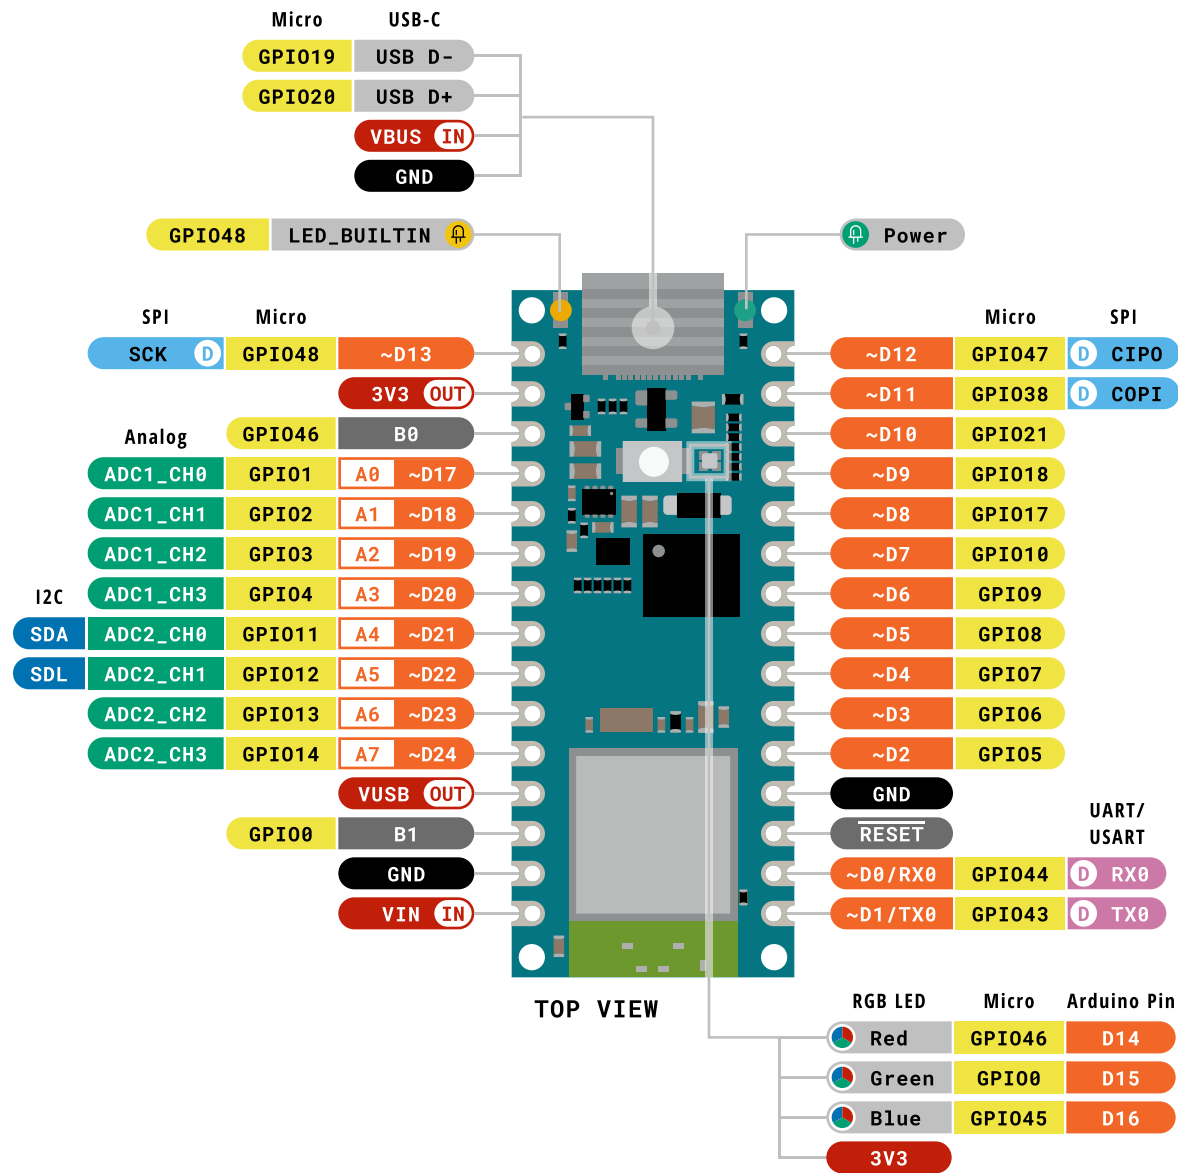 Micro USB-C
GPIO19 USB D-
GPIO20 USB D+
VBUS IN
GND
GPIO48 LED_BUILTIN
Power
SPI Micro
SCK D GPIO48 ~D13
3V3 OUT
GPIO46 B0
Analog
ADC1_CH0 GPIO1 A0 ~D17
ADC1_CH1 GPIO2 A1 ~D18
ADC1_CH2 GPIO3 A2 ~D19
I2C
ADC1_CH3 GPIO4 A3 ~D20
SDA ADC2_CH0 GPIO11 A4 ~D21
SDL ADC2_CH1 GPIO12 A5 ~D22
ADC2_CH2 GPIO13 A6 ~D23
ADC2_CH3 GPIO14 A7 ~D24
VUSB OUT
GPIO0 B1
GND
VIN IN
Micro SPI
~D12 GPIO47 D CIPO
~D11 GPIO38 D COPI
~D10 GPIO21
~D9 GPIO18
~D8 GPIO17
~D7 GPIO10
~D6 GPIO9
~D5 GPIO8
~D4 GPIO7
~D3 GPIO6
~D2 GPIO5
GND
RESET
UART/
USART
~D0/RX0 GPIO44 D RX0
~D1/TX0 GPIO43 D TX0
TOP VIEW
RGB LED Micro Arduino Pin
Red GPIO46 D14
Green GPIO0 D15
Blue GPIO45 D16
3V3